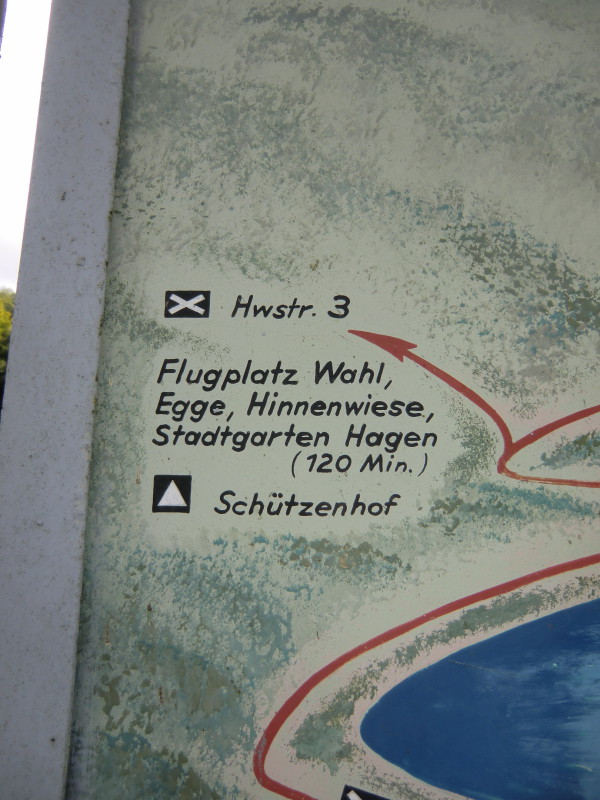 Hwstr. 3
Flugplatz Wahl,
Egge, Hinnenwiese,
Stadtgarten Hagen
(120 Min.)
Schützenhof